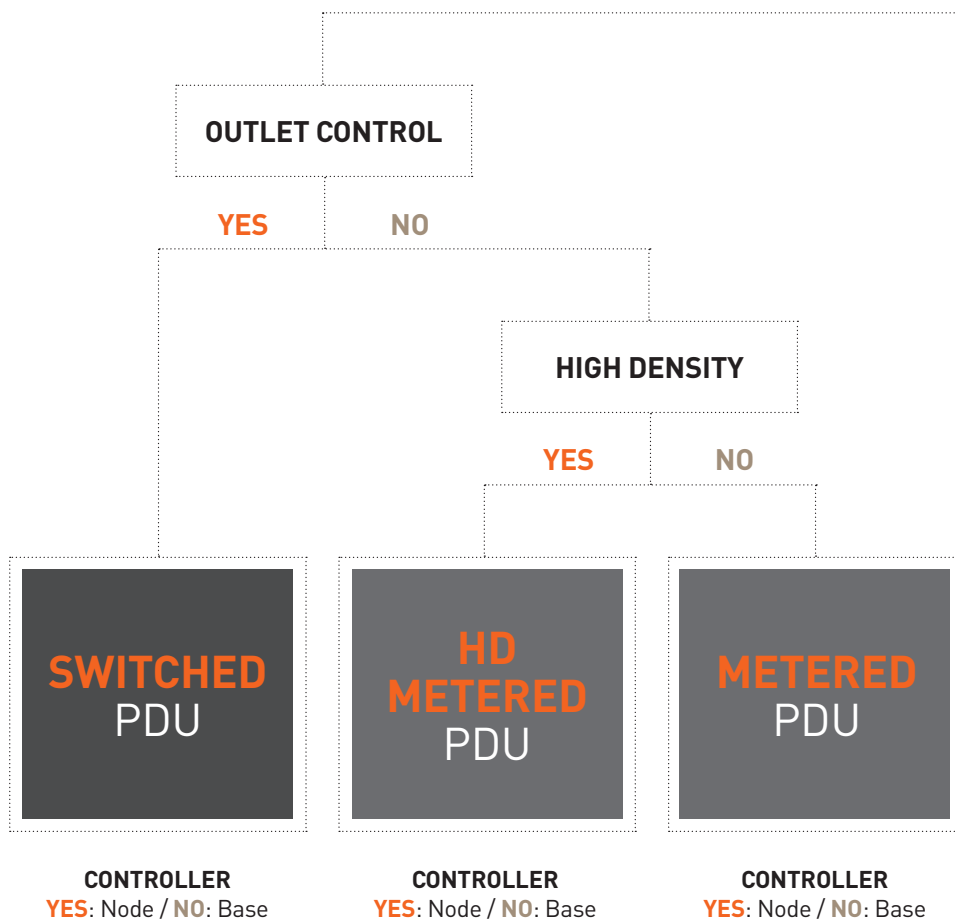 OUTLET CONTROL
YES NO
HIGH DENSITY
YES NO
SWITCHED
PDU
HD
METERED
PDU
METERED
PDU
CONTROLLER
YES: Node / NO: Base
CONTROLLER
YES: Node / NO: Base
CONTROLLER
YES: Node / NO: Base